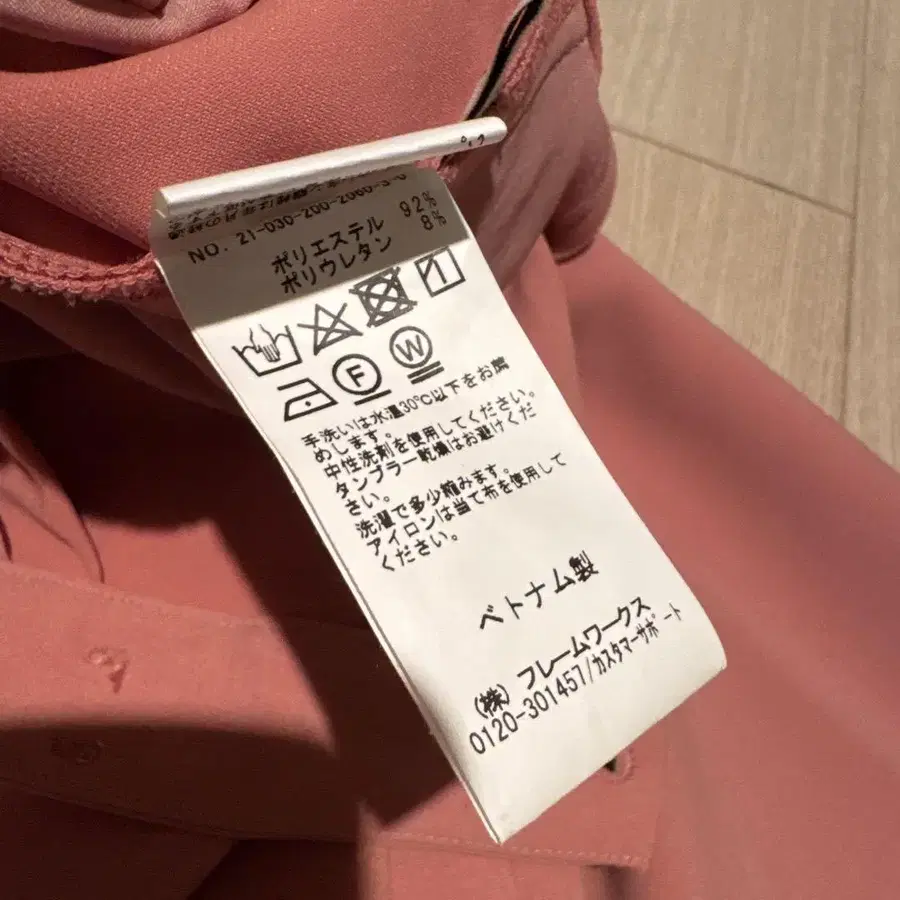 NO. 21-030-200-2060-3-0
ポリエステル 92%
ポリウレタン 8%
F W
手洗いは水温30℃以下をお薦
めします。
中性洗剤を使用してください。
タンブラー乾燥はお避けくだ
さい。
洗濯で多少縮みます。
アイロンは当て布を使用して
ください。
ベトナム製
(株) フレームワークス
0120-301457/カスタマーサポート